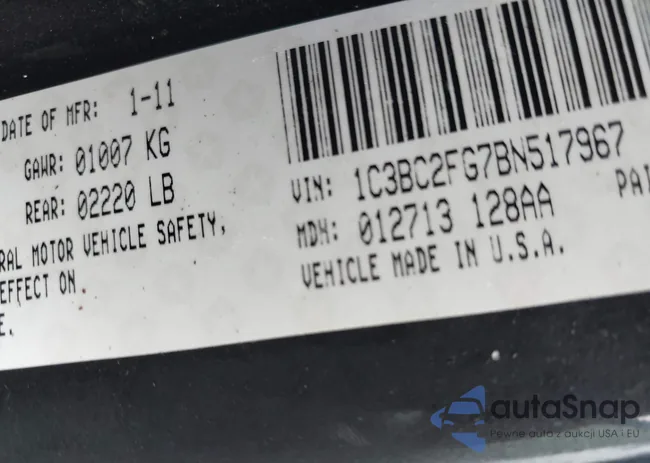 DATE OF MFR: 1-11
GAWR: 01007 KG
REAR: 02220 LB
RAL MOTOR VEHICLE SAFETY,
EFFECT ON
E.
VIN: 1C3BC2FG7BN517967
MDH: 012713 128AA
PAI
VEHICLE MADE IN U.S.A.
autaSnap
Pewne auta z aukcji USA i EU